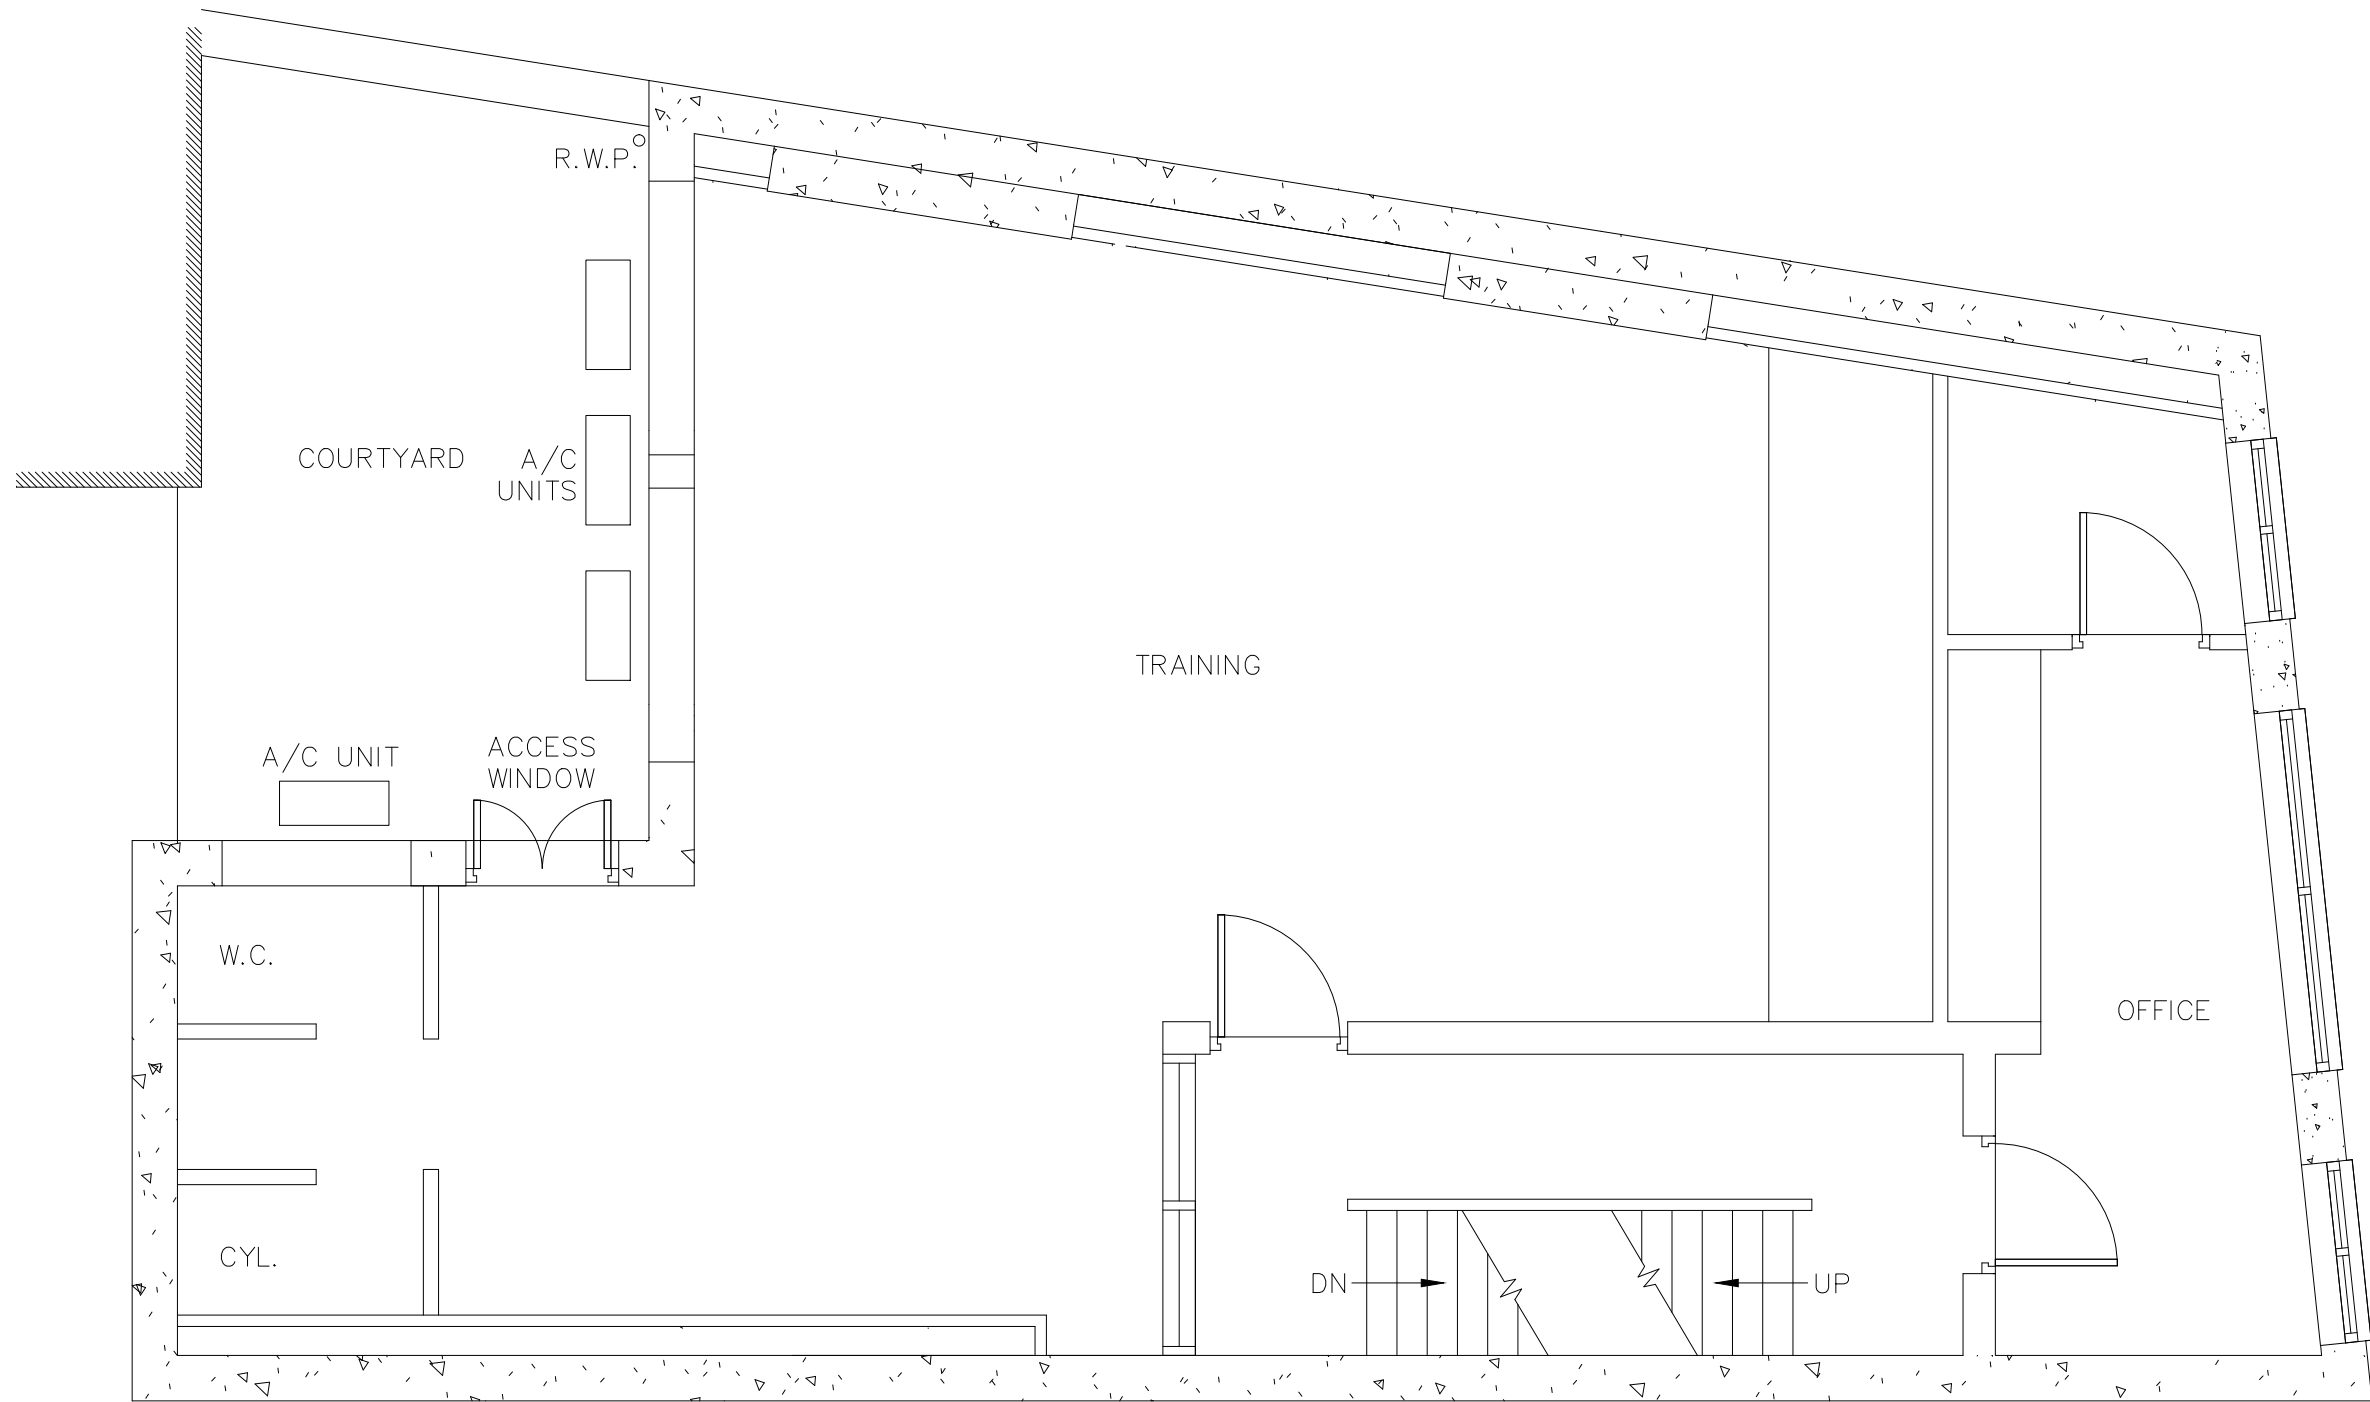 R.W.P.
COURTYARD
A/C
UNITS
TRAINING
A/C UNIT
ACCESS
WINDOW
W.C.
OFFICE
CYL.
DN
UP